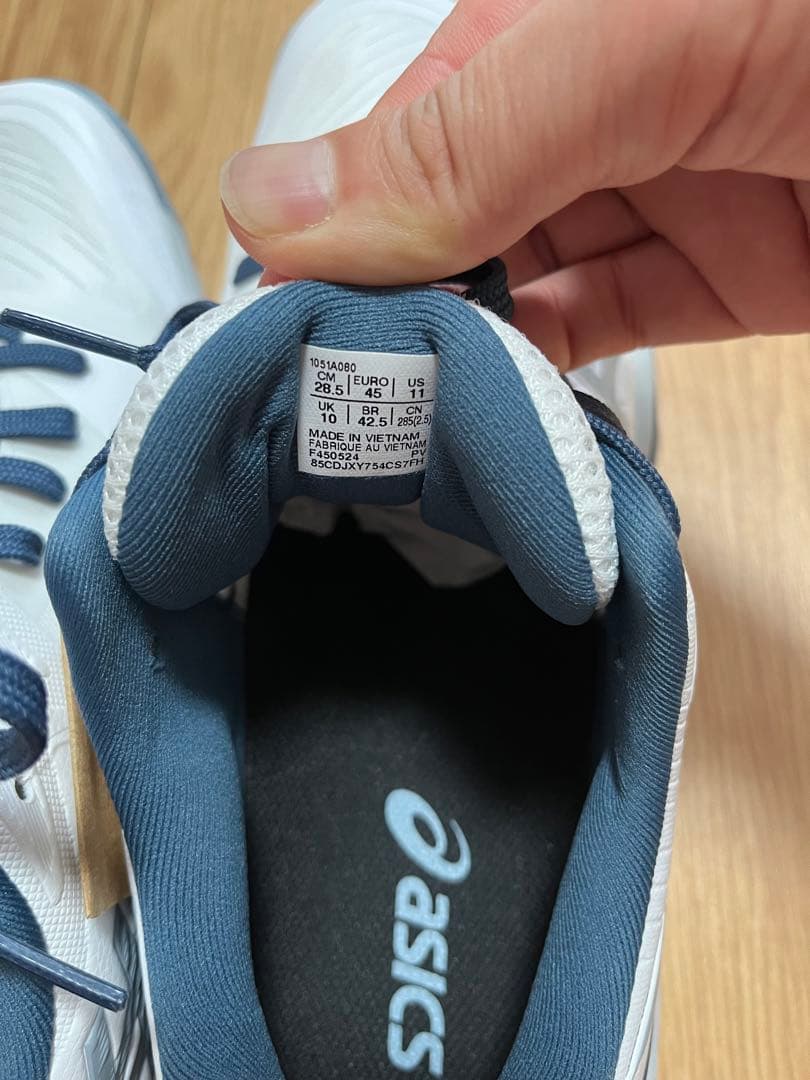 1051A080
CM | EURO | US
28.5 | 45 | 11
UK | BR | CN
10 | 42.5 | 285(2.5)
MADE IN VIETNAM
FABRIQUE AU VIETNAM
F450524 PV
85CDJXY754CS7FH
asics